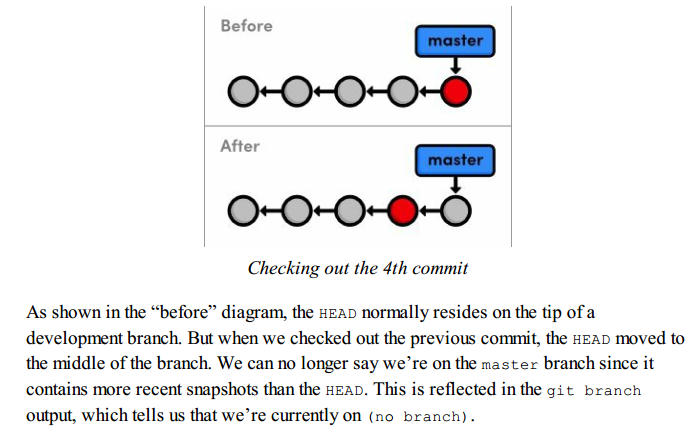 Before
master
After
master
Checking out the 4th commit
As shown in the “before” diagram, the HEAD normally resides on the tip of a
development branch. But when we checked out the previous commit, the HEAD moved to
the middle of the branch. We can no longer say we’re on the master branch since it
contains more recent snapshots than the HEAD. This is reflected in the git branch
output, which tells us that we’re currently on (no branch).